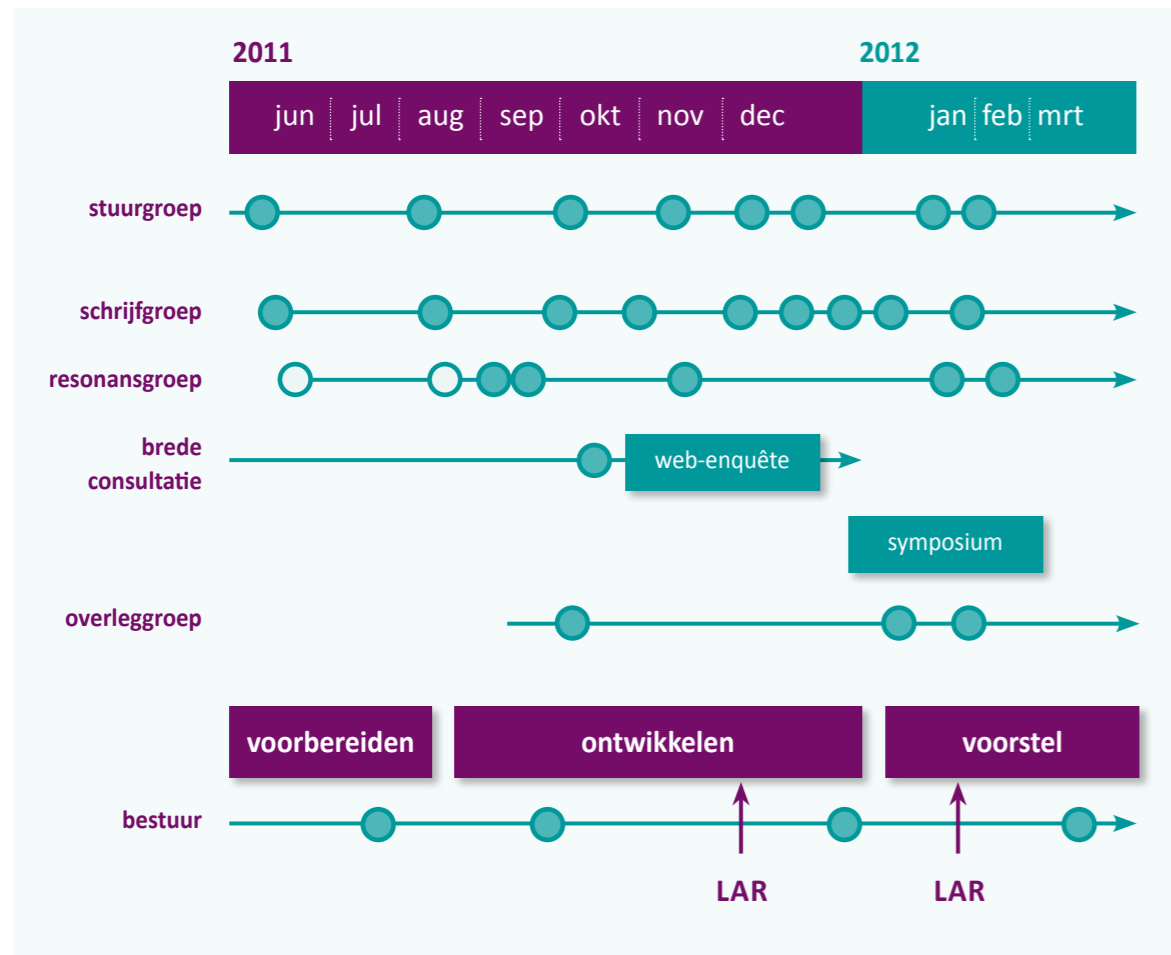 2011 2012
jun jul aug sep okt nov dec jan feb mrt
stuurgroep
schrijfgroep
resonansgroep
brede
consultatie
web-enquête
symposium
overleggroep
voorbereiden ontwikkelen voorstel
bestuur
LAR LAR